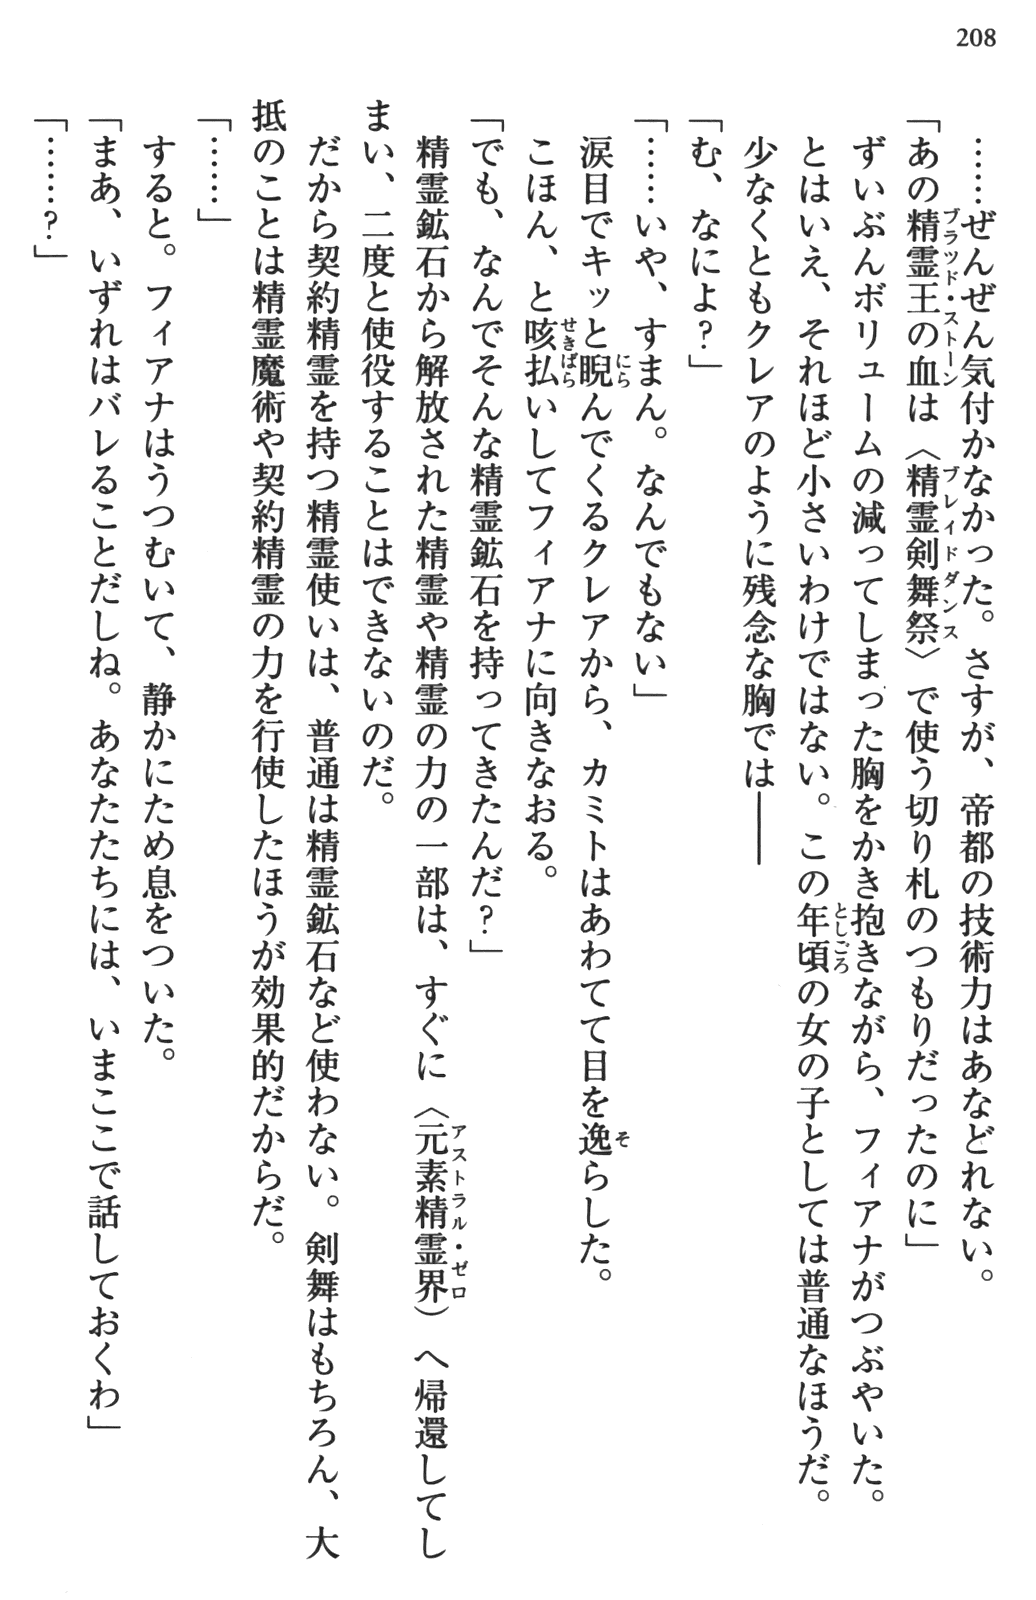 208
……ぜんぜん気付かなかった。さすが、帝都の技術力はあなどれない。
「あの精霊王の血は〈精霊剣舞祭〉で使う切り札のつもりだったのに」
ブラッド・ストーン
ブレイドダンス
ずいぶんボリュームの減ってしまった胸をかき抱きながら、フィアナがつぶやいた。
とはいえ、それほど小さいわけではない。この年頃の女の子としては普通なほうだ。
としごろ
少なくともクレアのように残念な胸では――
「む、なによ？」
「……いや、すまん。なんでもない」
涙目でキッと睨んでくるクレアから、カミトはあわてて目を逸らした。
にら
そ
こほん、と咳払いしてフィアナに向きなおる。
せきばら
「でも、なんでそんな精霊鉱石を持ってきたんだ？」
精霊鉱石から解放された精霊や精霊の力の一部は、すぐに〈元素精霊界〉へ帰還してし
アストラル・ゼロ
まい、二度と使役することはできないのだ。
だから契約精霊を持つ精霊使いは、普通は精霊鉱石など使わない。剣舞はもちろん、大
抵のことは精霊魔術や契約精霊の力を行使したほうが効果的だからだ。
「……」
すると。フィアナはうつむいて、静かにため息をついた。
「まあ、いずれはバレることだしね。あなたたちには、いまここで話しておくわ」
「……？」